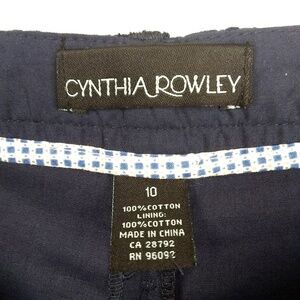 CYNTHIA ROWLEY
10
100%COTTON
LINING:
100%COTTON
MADE IN CHINA
CA 28792
RN 96092